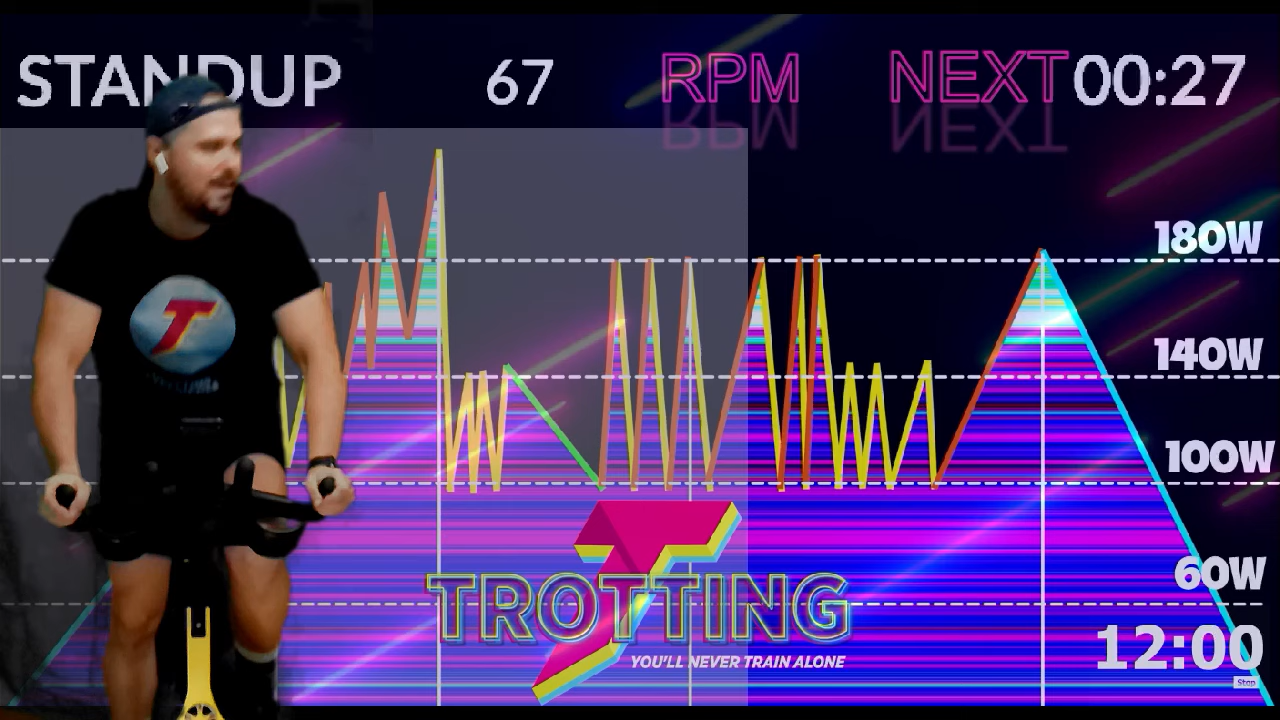 STANDUP 67 RPM NEXT 00:27
180W
140W
100W
60W
TROTTING
YOU'LL NEVER TRAIN ALONE
12:00
Stop
T